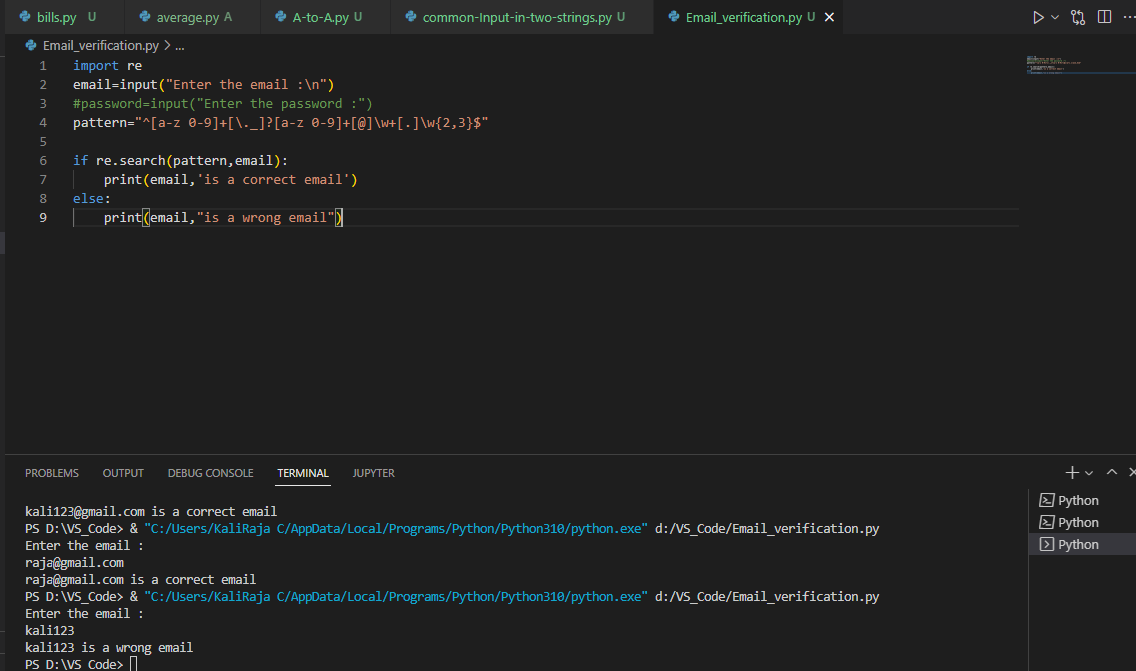 bills.py U average.py A A-to-A.py U common-Input-in-two-strings.py U Email_verification.py U
Email_verification.py > ...
1 import re
2 email=input("Enter the email :\n")
3 #password=input("Enter the password :")
4 pattern="^[a-z 0-9]+[\._]?[a-z 0-9]+[@]\w+[.]\w{2,3}$"
5
6 if re.search(pattern,email):
7 print(email,'is a correct email')
8 else:
9 print(email,"is a wrong email")
PROBLEMS OUTPUT DEBUG CONSOLE TERMINAL JUPYTER
kali123@gmail.com is a correct email
PS D:\VS_Code> & "C:/Users/KaliRaja C/AppData/Local/Programs/Python/Python310/python.exe" d:/VS_Code/Email_verification.py
Enter the email :
raja@gmail.com
raja@gmail.com is a correct email
PS D:\VS_Code> & "C:/Users/KaliRaja C/AppData/Local/Programs/Python/Python310/python.exe" d:/VS_Code/Email_verification.py
Enter the email :
kali123
kali123 is a wrong email
PS D:\VS_Code>
Python
Python
Python